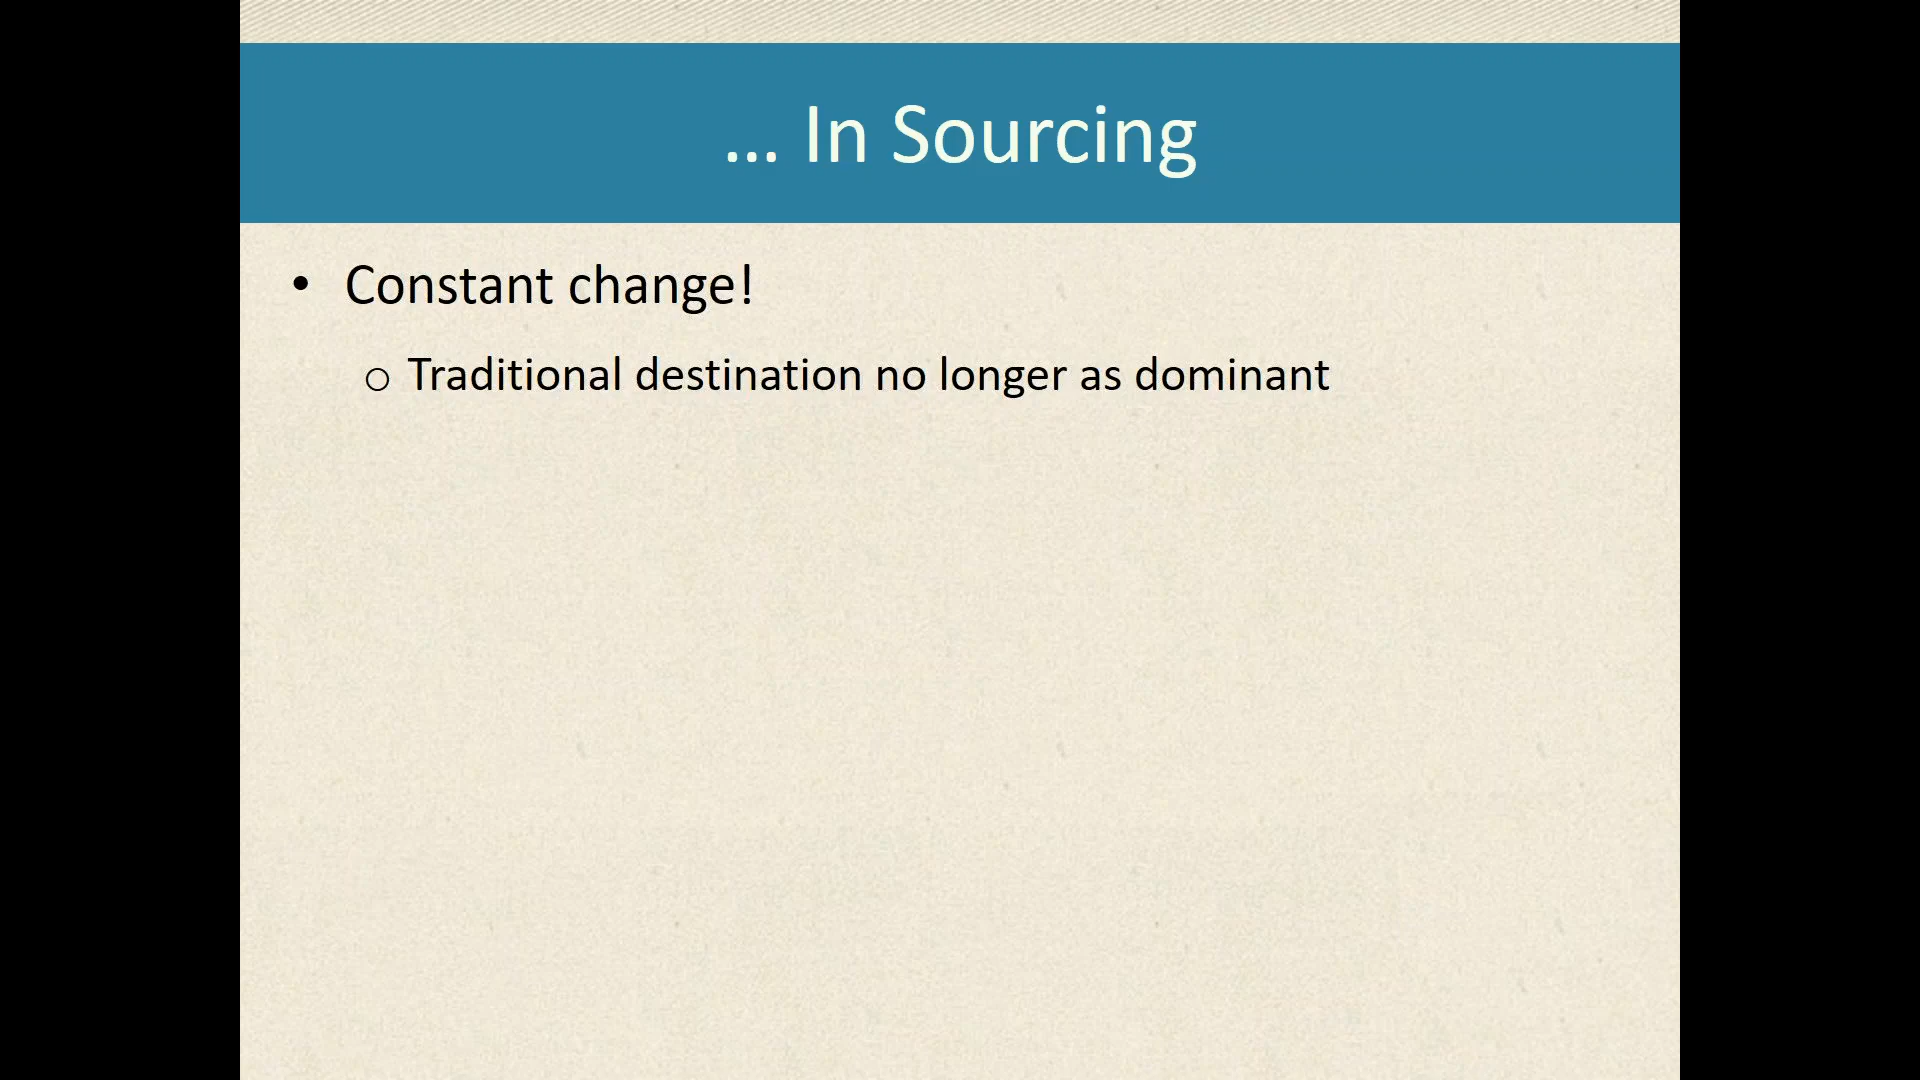 ... In Sourcing
• Constant change!
o Traditional destination no longer as dominant